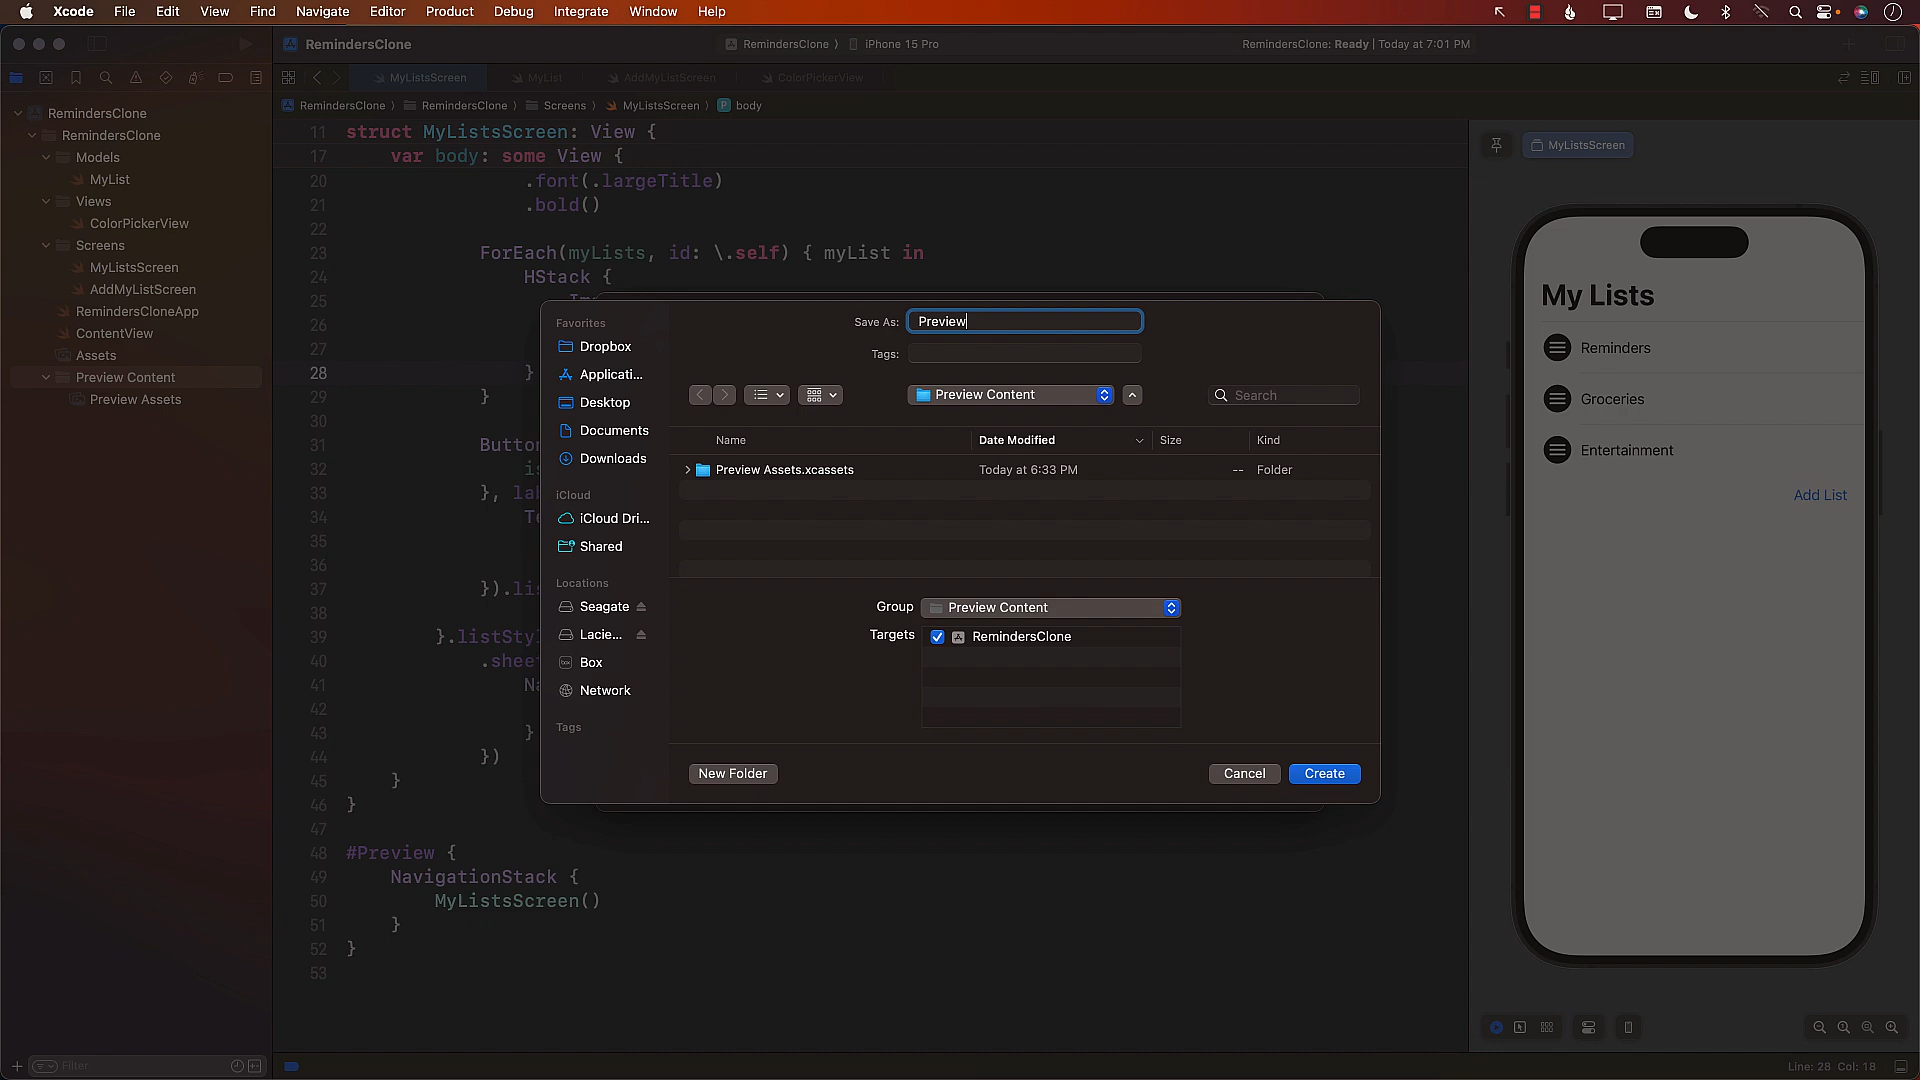 Xcode File Edit View Find Navigate Editor Product Debug Integrate Window Help
RemindersClone
RemindersClone 〉 iPhone 15 Pro
RemindersClone: Ready | Today at 7:01 PM
MyListsScreen MyList AddMyListScreen ColorPickerView
RemindersClone 〉 RemindersClone 〉 Screens 〉 MyListsScreen 〉 P body
RemindersClone
RemindersClone
Models
MyList
Views
ColorPickerView
Screens
MyListsScreen
AddMyListScreen
RemindersCloneApp
ContentView
Assets
Preview Content
Preview Assets
Filter
11 struct MyListsScreen: View {
17 var body: some View {
20 .font(.largeTitle)
21 .bold()
22
23 ForEach(myLists, id: \.self) { myList in
24 HStack {
25
26
27
28 }
29 }
30
31 Butto
32 is
33 }, la
34 Te
35
36
37 }).li
38
39 }.listSty
40 .shee
41 Na
42
43 }
44 })
45 }
46 }
47
48 #Preview {
49 NavigationStack {
50 MyListsScreen()
51 }
52 }
53
Favorites
Dropbox
Applicati...
Desktop
Documents
Downloads
iCloud
iCloud Dri...
Shared
Locations
Seagate
Lacie...
Box
Network
Tags
Save As: Preview
Tags:
Preview Content
Search
Name Date Modified Size Kind
Preview Assets.xcassets Today at 6:33 PM -- Folder
Group Preview Content
Targets RemindersClone
New Folder Cancel Create
MyListsScreen
My Lists
Reminders
Groceries
Entertainment
Add List
Line: 28 Col: 18